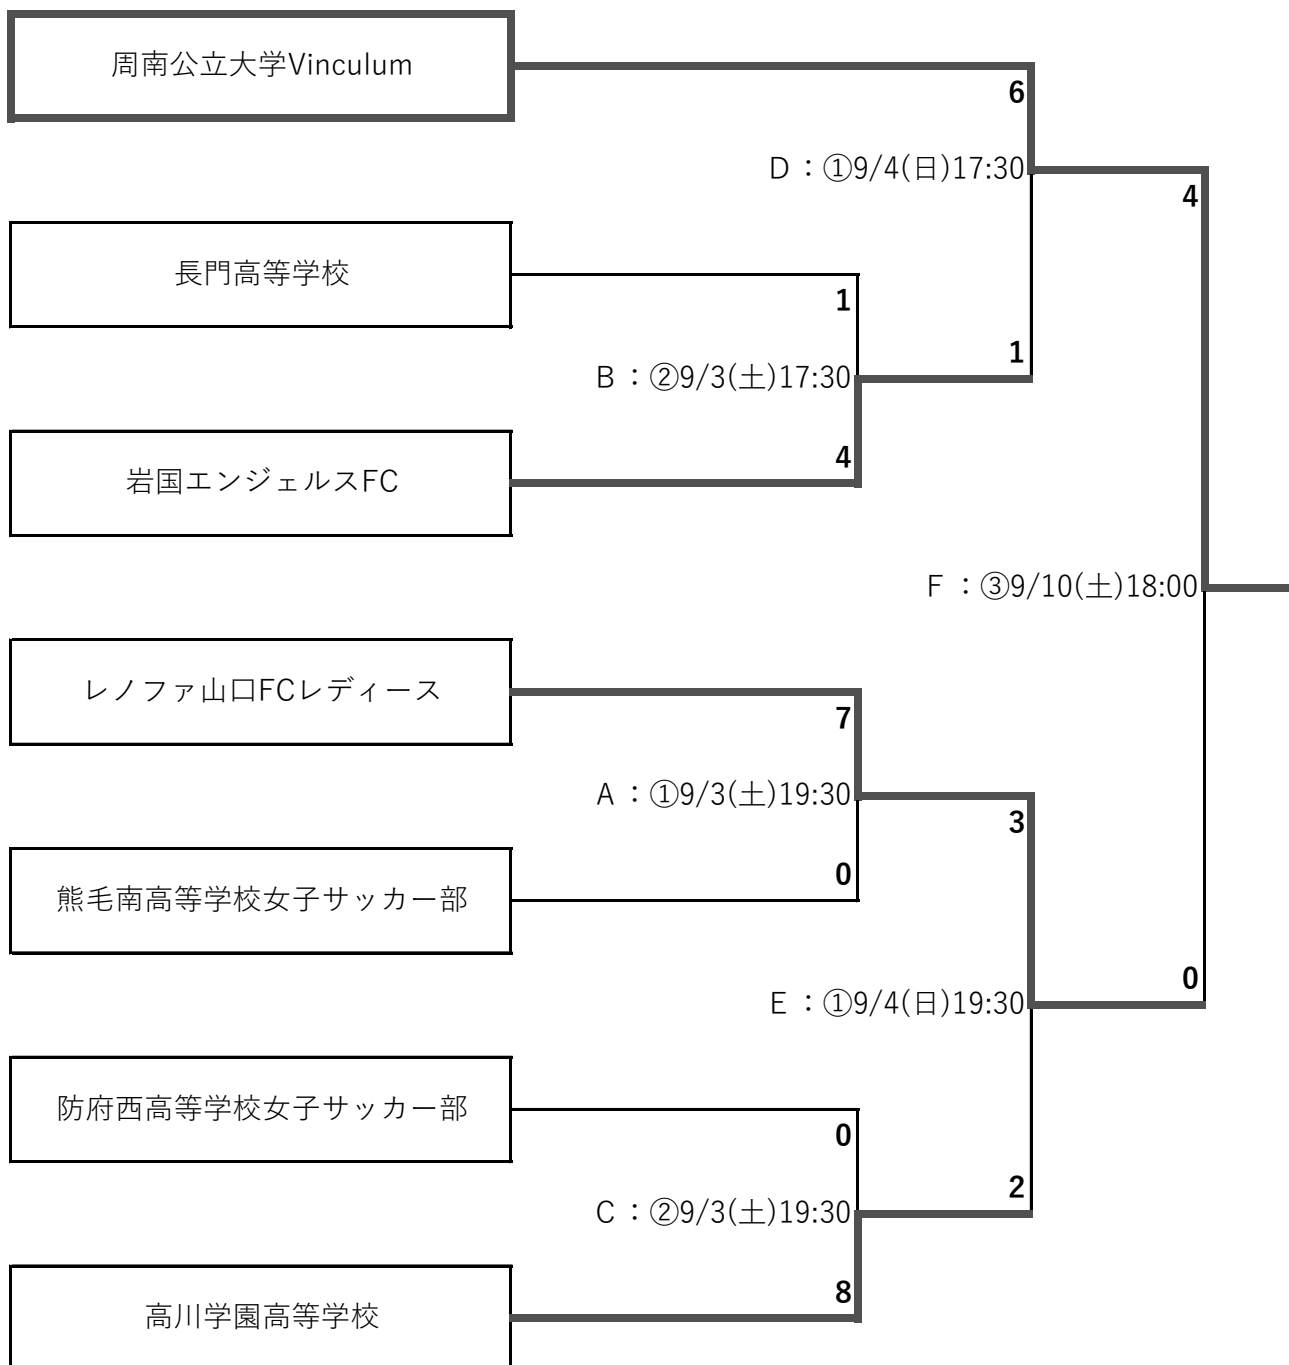 周南公立大学Vinculum
6
D：①9/4(日)17:30
4
長門高等学校
1
B：②9/3(土)17:30
1
岩国エンジェルスFC
4
F：③9/10(土)18:00
レノファ山口FCレディース
7
A：①9/3(土)19:30
3
熊毛南高等学校女子サッカー部
0
E：①9/4(日)19:30
0
防府西高等学校女子サッカー部
0
C：②9/3(土)19:30
2
高川学園高等学校
8